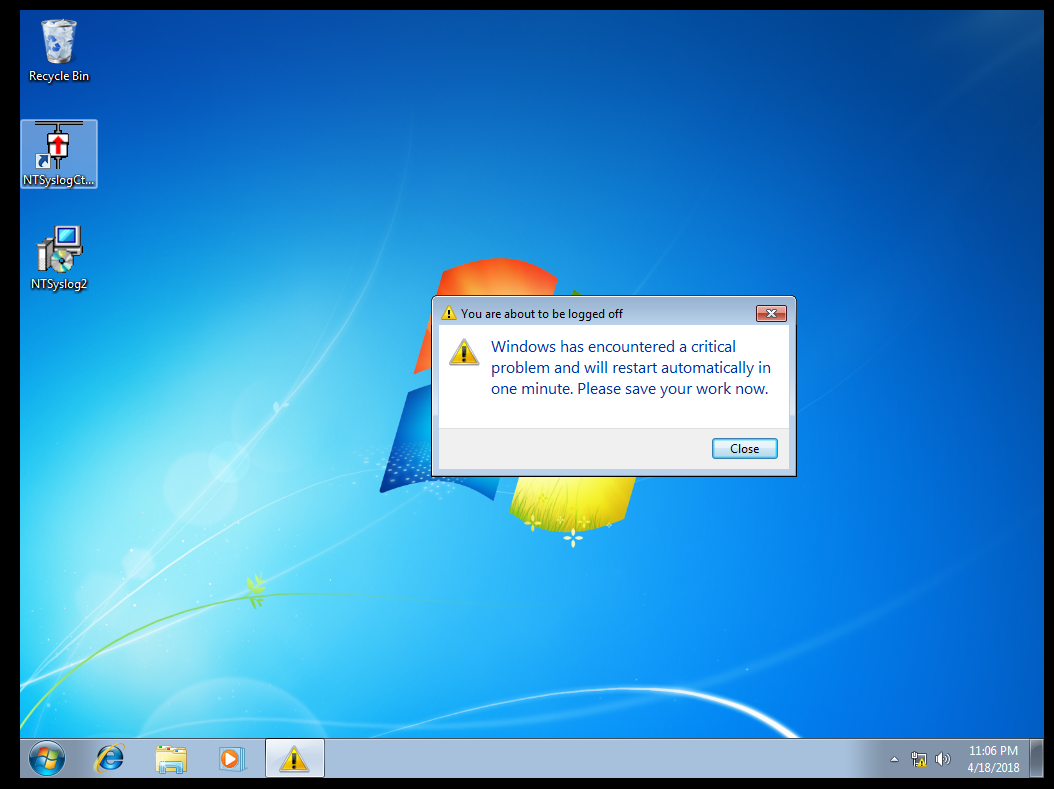 Recycle Bin
NTSyslogCt...
NTSyslog2
You are about to be logged off
Windows has encountered a critical
problem and will restart automatically in
one minute. Please save your work now.
Close
11:06 PM
4/18/2018